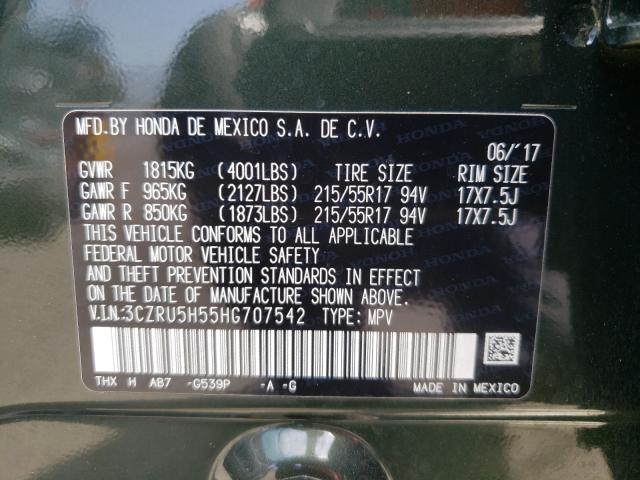 MFD.BY HONDA DE MEXICO S.A. DE C.V.
06/'17
GVWR 1815KG (4001LBS) TIRE SIZE RIM SIZE
GAWR F 965KG (2127LBS) 215/55R17 94V 17X7.5J
GAWR R 850KG (1873LBS) 215/55R17 94V 17X7.5J
THIS VEHICLE CONFORMS TO ALL APPLICABLE
FEDERAL MOTOR VEHICLE SAFETY
AND THEFT PREVENTION STANDARDS IN EFFECT
ON THE DATE OF MANUFACTURE SHOWN ABOVE.
V.I.N:3CZRU5H55HG707542 TYPE: MPV
THX H AB7 -G539P -A -G MADE IN MEXICO